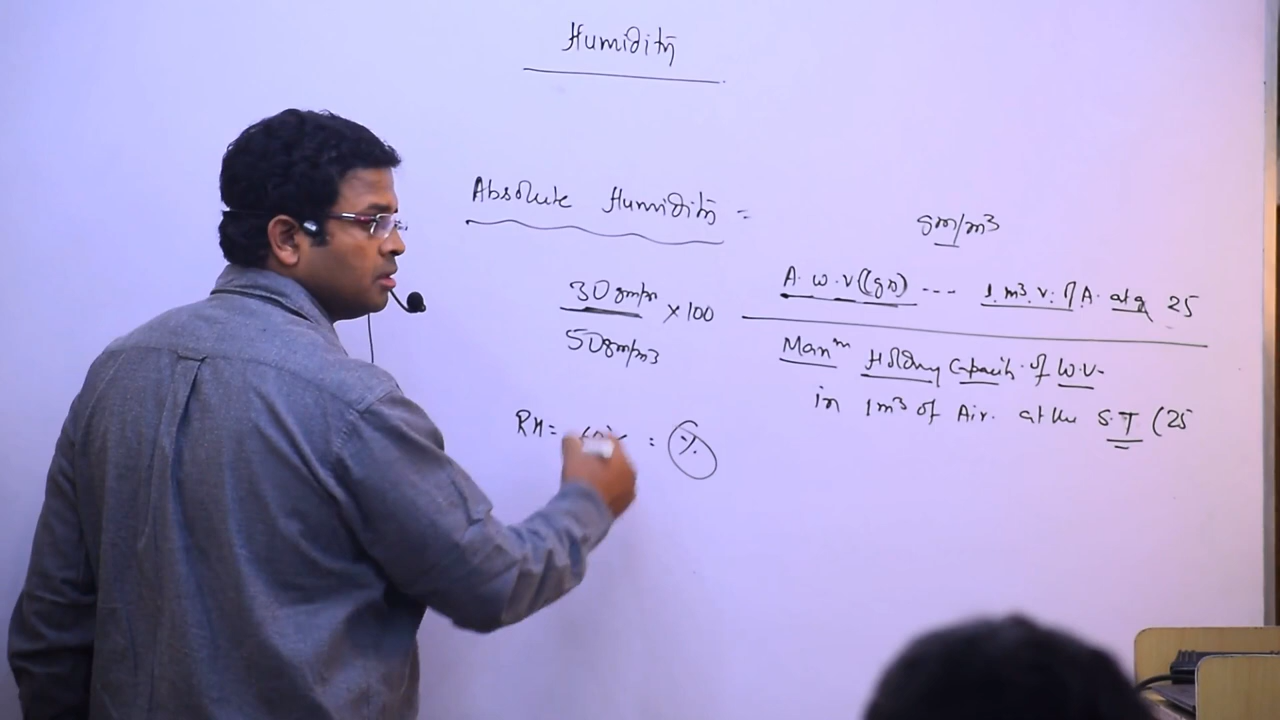 Humidity
Absolute Humidity =
gm/m³
A. W. V (gm) --- 1 m³ V. of A. at g 25
Maxᵐ Holding Capacity of W.V.
in 1m³ of Air. at the S.T (25
30 gm/m × 100
50 gm/m3
RH = = %